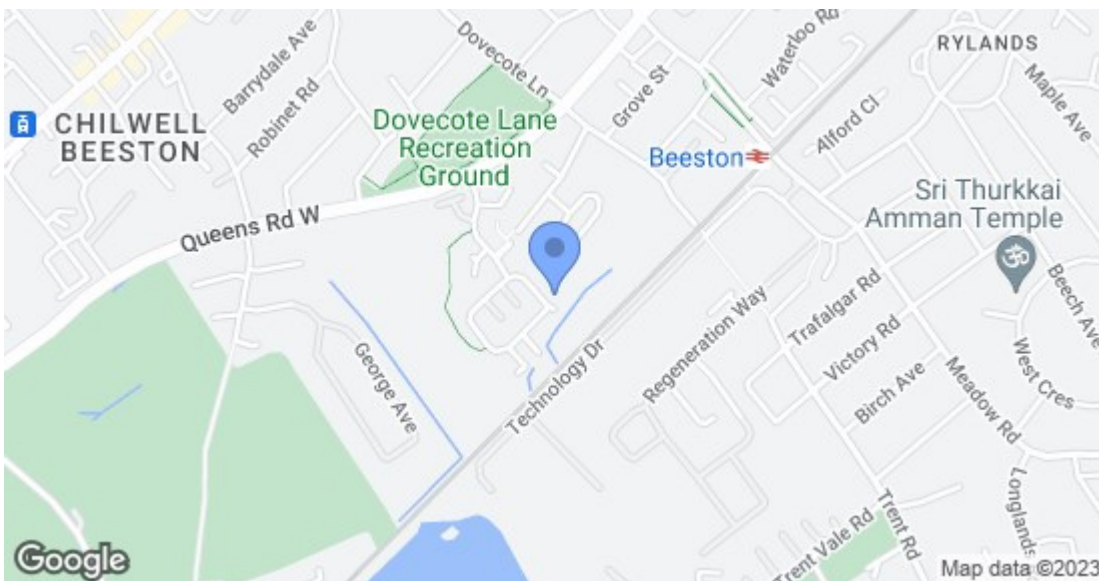 Dovecote Ln
Waterloo Rd
RYLANDS
Barrydale Ave
Maple Ave
Grove St
Robinet Rd
Alford Cl
CHILWELL
BEESTON
Dovecote Lane
Recreation
Ground
Beeston
Sri Thurkkai
Amman Temple
ॐ
Queens Rd W
Beech Ave
Regeneration Way
Trafalgar Rd
Victory Rd
West Cres
George Ave
Technology Dr
Birch Ave
Meadow Rd
Longlands
Trent Rd
Trent Vale Rd
Google
Map data ©2023